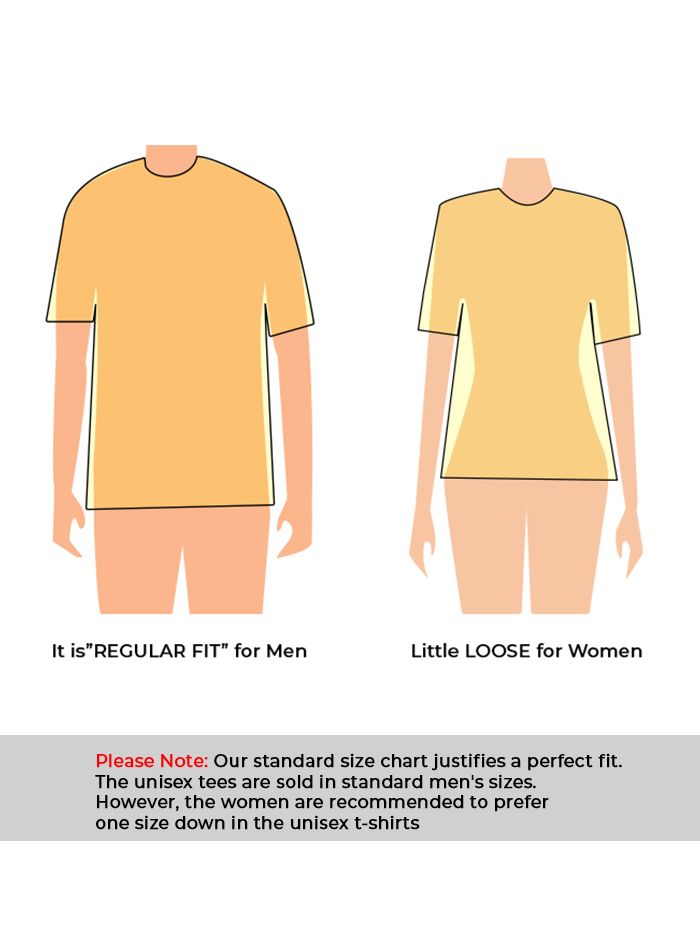 It is”REGULAR FIT” for Men
Little LOOSE for Women
Please Note: Our standard size chart justifies a perfect fit.
The unisex tees are sold in standard men's sizes.
However, the women are recommended to prefer
one size down in the unisex t-shirts